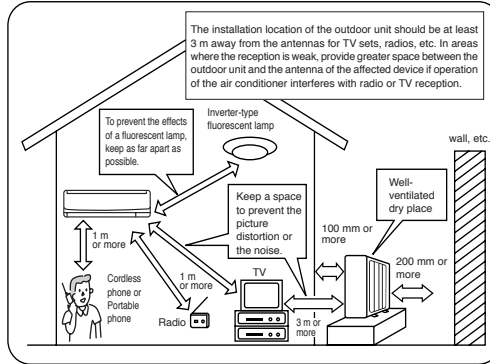 The installation location of the outdoor unit should be at least
3 m away from the antennas for TV sets, radios, etc. In areas
where the reception is weak, provide greater space between the
outdoor unit and the antenna of the affected device if operation
of the air conditioner interferes with radio or TV reception.
To prevent the effects
of a fluorescent lamp,
keep as far apart as
possible.
Inverter-type
fluorescent lamp
wall, etc.
Keep a space
to prevent the
picture
distortion or
the noise.
Well-
ventilated
dry place
100 mm or
more
200 mm or
more
1 m
or more
Cordless
phone or
Portable
phone
1 m
or more
Radio
TV
3 m or
more